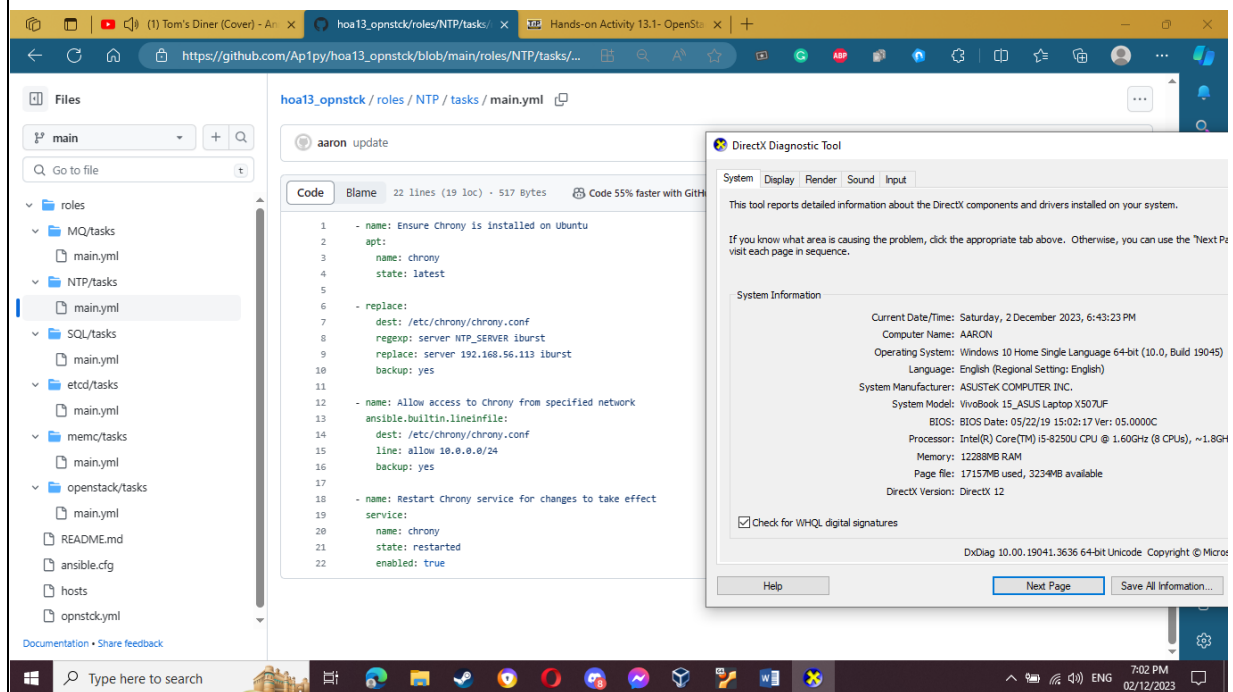 (1) Tom's Diner (Cover) - An
hoa13_opnstck/roles/NTP/tasks/
TIP
Hands-on Activity 13.1- OpenSta
https://github.com/Ap1py/hoa13_opnstck/blob/main/roles/NTP/tasks/...
ABP
Files
main
Go to file
t
roles
MQ/tasks
main.yml
NTP/tasks
main.yml
SQL/tasks
main.yml
etcd/tasks
main.yml
memc/tasks
main.yml
openstack/tasks
main.yml
README.md
ansible.cfg
hosts
opnstck.yml
Documentation • Share feedback
hoa13_opnstck / roles / NTP / tasks / main.yml
aaron update
Code Blame 22 lines (19 loc) · 517 Bytes Code 55% faster with GitH
1 - name: Ensure Chrony is installed on Ubuntu
2 apt:
3 name: chrony
4 state: latest
5
6 - replace:
7 dest: /etc/chrony/chrony.conf
8 regexp: server NTP_SERVER iburst
9 replace: server 192.168.56.113 iburst
10 backup: yes
11
12 - name: Allow access to Chrony from specified network
13 ansible.builtin.lineinfile:
14 dest: /etc/chrony/chrony.conf
15 line: allow 10.0.0.0/24
16 backup: yes
17
18 - name: Restart Chrony service for changes to take effect
19 service:
20 name: chrony
21 state: restarted
22 enabled: true
DirectX Diagnostic Tool
System Display Render Sound Input
This tool reports detailed information about the DirectX components and drivers installed on your system.
If you know what area is causing the problem, click the appropriate tab above. Otherwise, you can use the "Next Pa
visit each page in sequence.
System Information
Current Date/Time: Saturday, 2 December 2023, 6:43:23 PM
Computer Name: AARON
Operating System: Windows 10 Home Single Language 64-bit (10.0, Build 19045)
Language: English (Regional Setting: English)
System Manufacturer: ASUSTeK COMPUTER INC.
System Model: VivoBook 15_ASUS Laptop X507UF
BIOS: BIOS Date: 05/22/19 15:02:17 Ver: 05.0000C
Processor: Intel(R) Core(TM) i5-8250U CPU @ 1.60GHz (8 CPUs), ~1.8GH
Memory: 12288MB RAM
Page file: 17157MB used, 3234MB available
DirectX Version: DirectX 12
Check for WHQL digital signatures
DxDiag 10.00.19041.3636 64-bit Unicode Copyright © Micros
Help Next Page Save All Information...
Type here to search
ENG
7:02 PM
02/12/2023